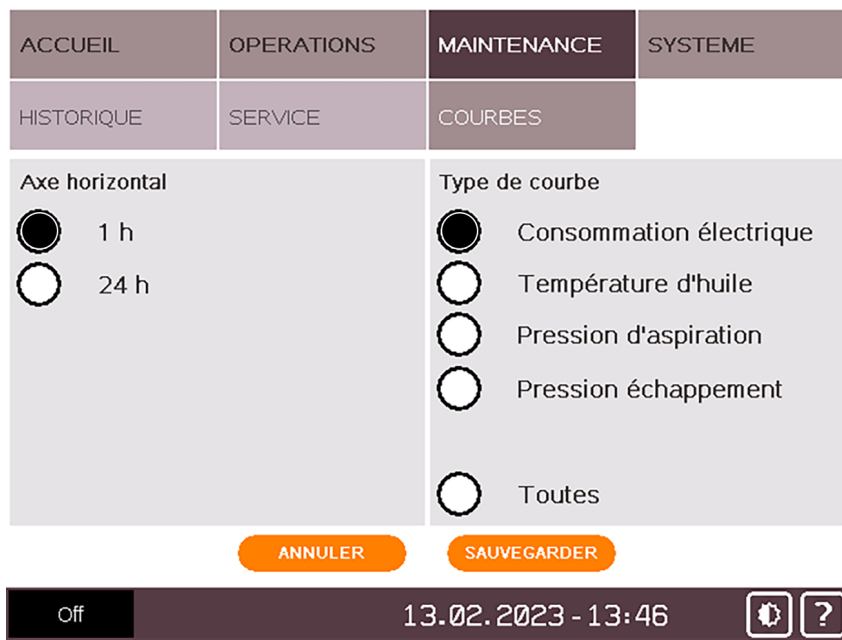 ACCUEIL OPERATIONS MAINTENANCE SYSTEME
HISTORIQUE SERVICE COURBES
Axe horizontal
1 h
24 h
Type de courbe
Consommation électrique
Température d'huile
Pression d'aspiration
Pression échappement
Toutes
ANNULER SAUVEGARDER
Off 13.02.2023-13:46 ?